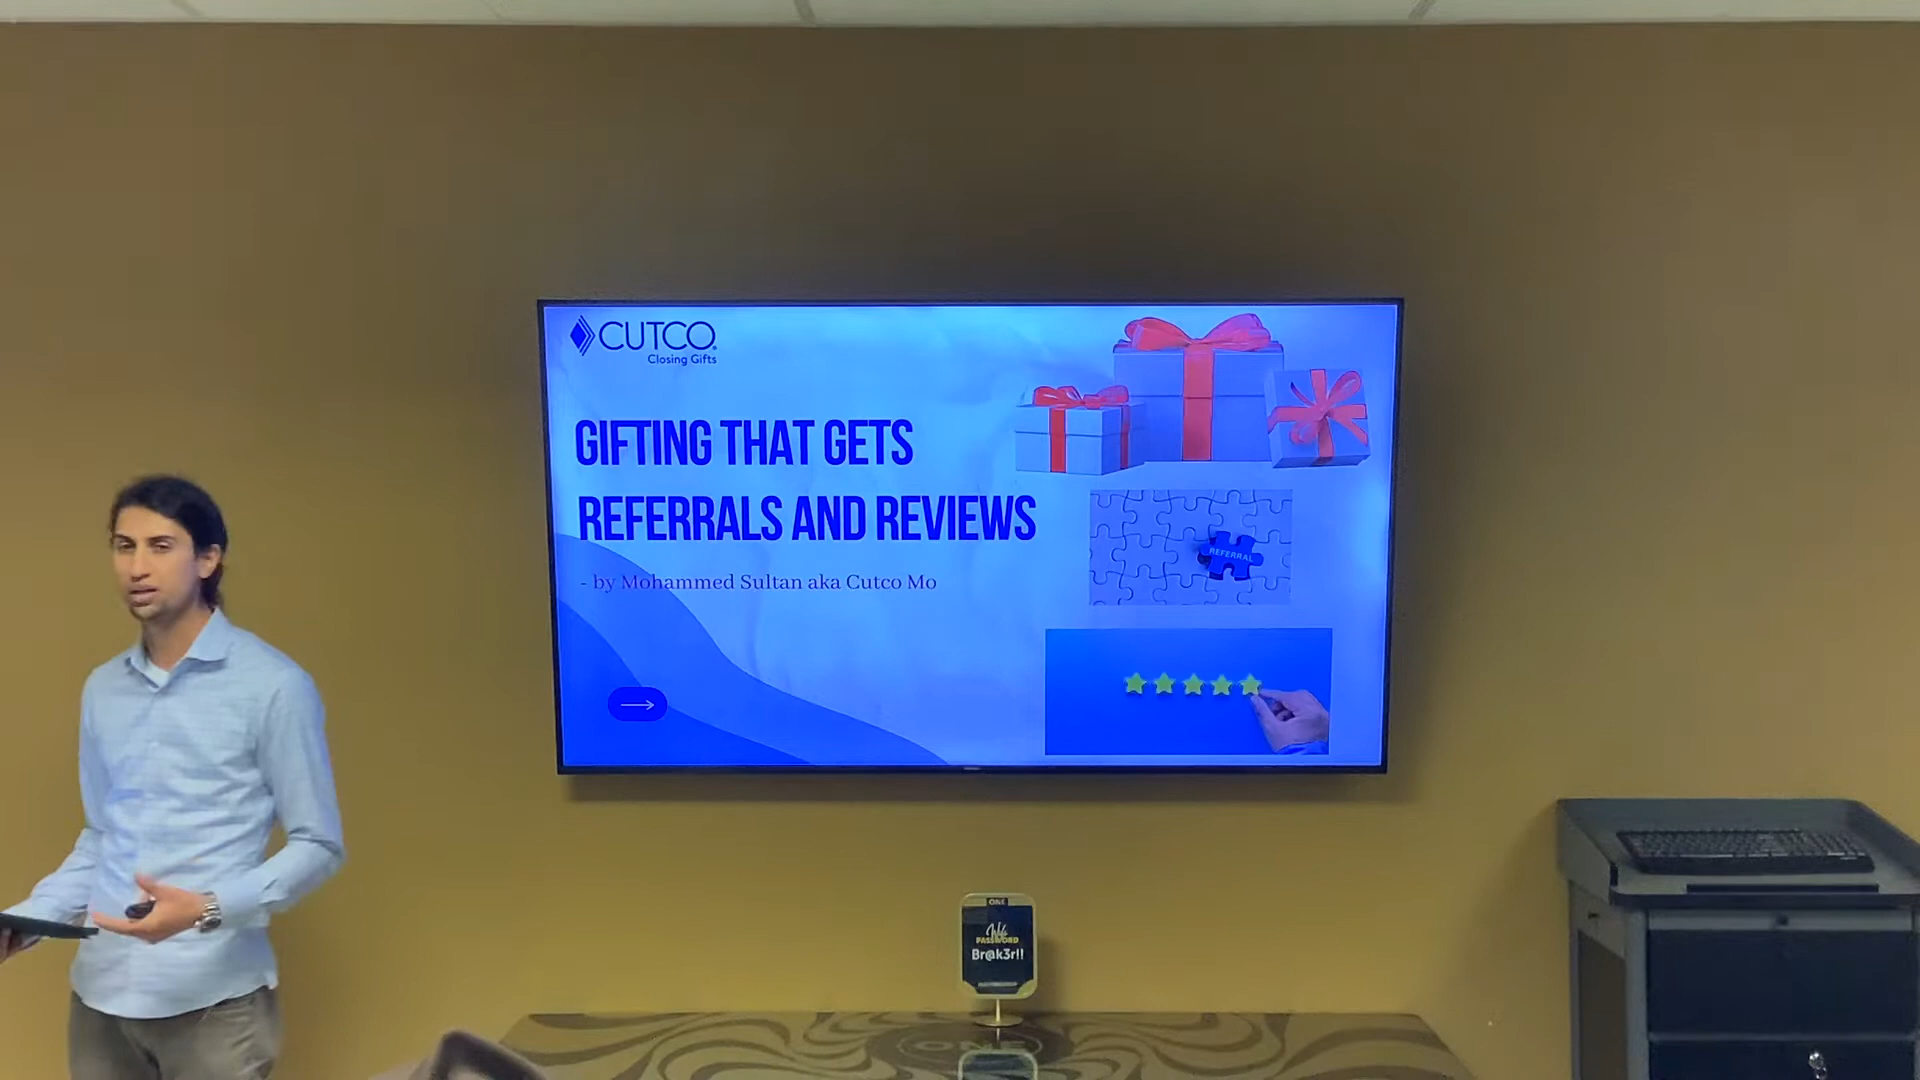 CUTCO
Closing Gifts
GIFTING THAT GETS
REFERRALS AND REVIEWS
- by Mohammed Sultan aka Cutco Mo
REFERRAL
ONE
Wifi
PASSWORD
Br@k3r!!
ONE